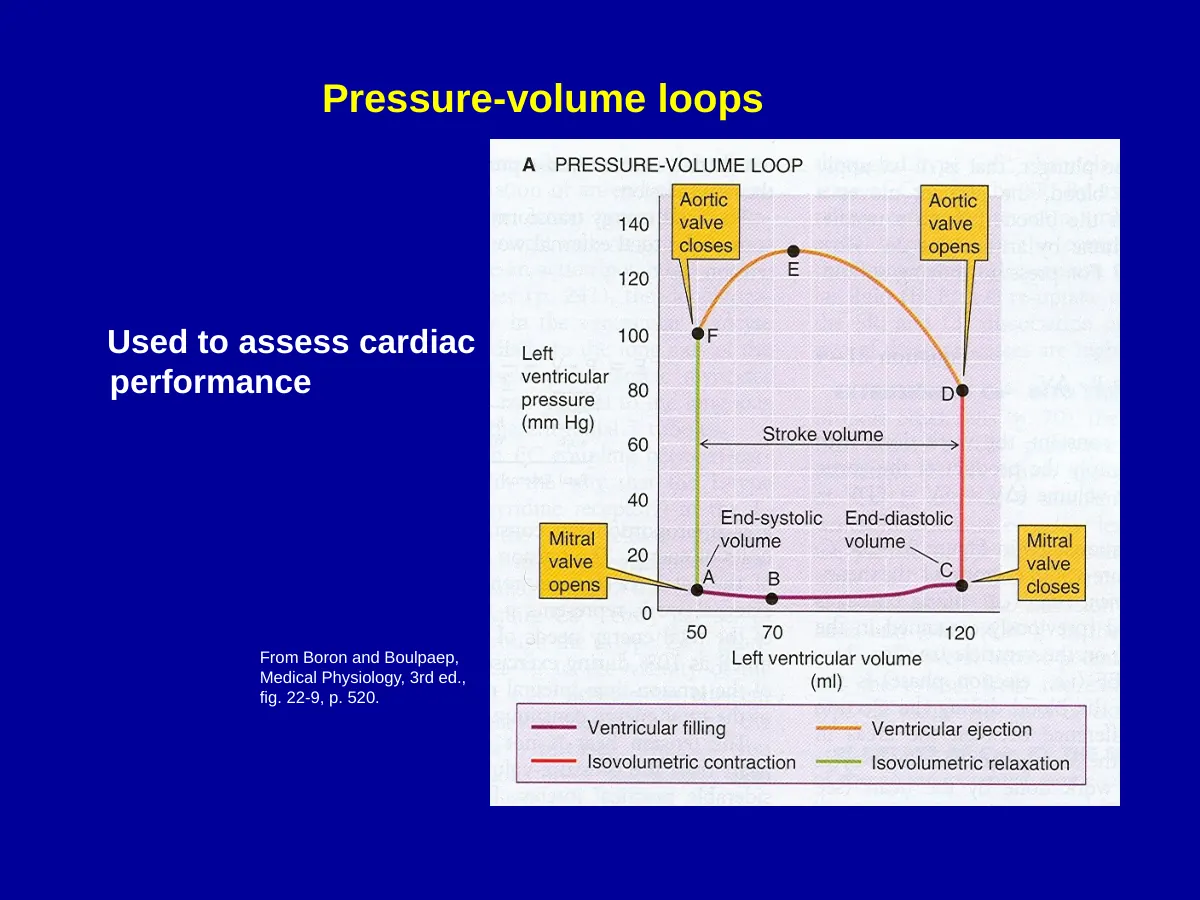 Pressure-volume loops
Used to assess cardiac
performance
From Boron and Boulpaep,
Medical Physiology, 3rd ed.,
fig. 22-9, p. 520.
A PRESSURE-VOLUME LOOP
Aortic
valve
closes
Aortic
valve
opens
140
120
100
80
60
40
20
0
Left
ventricular
pressure
(mm Hg)
E
F
D
Stroke volume
End-systolic
volume
End-diastolic
volume
Mitral
valve
opens
Mitral
valve
closes
A
B
C
50 70 120
Left ventricular volume
(ml)
Ventricular filling
Ventricular ejection
Isovolumetric contraction
Isovolumetric relaxation